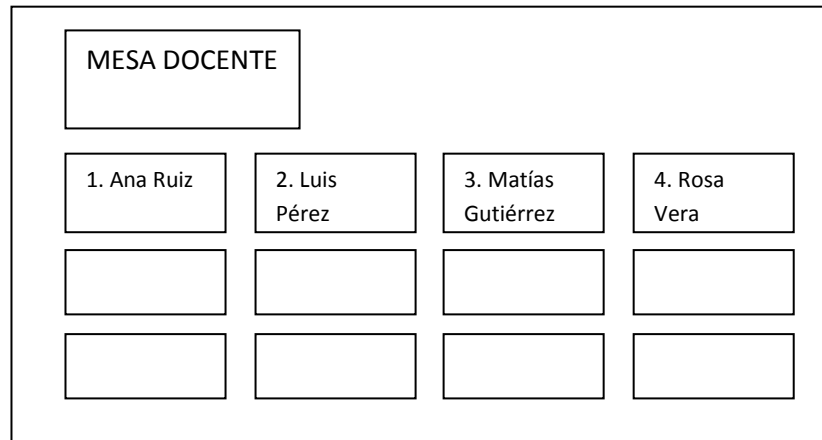 MESA DOCENTE
1. Ana Ruiz
2. Luis
Pérez
3. Matías
Gutiérrez
4. Rosa
Vera